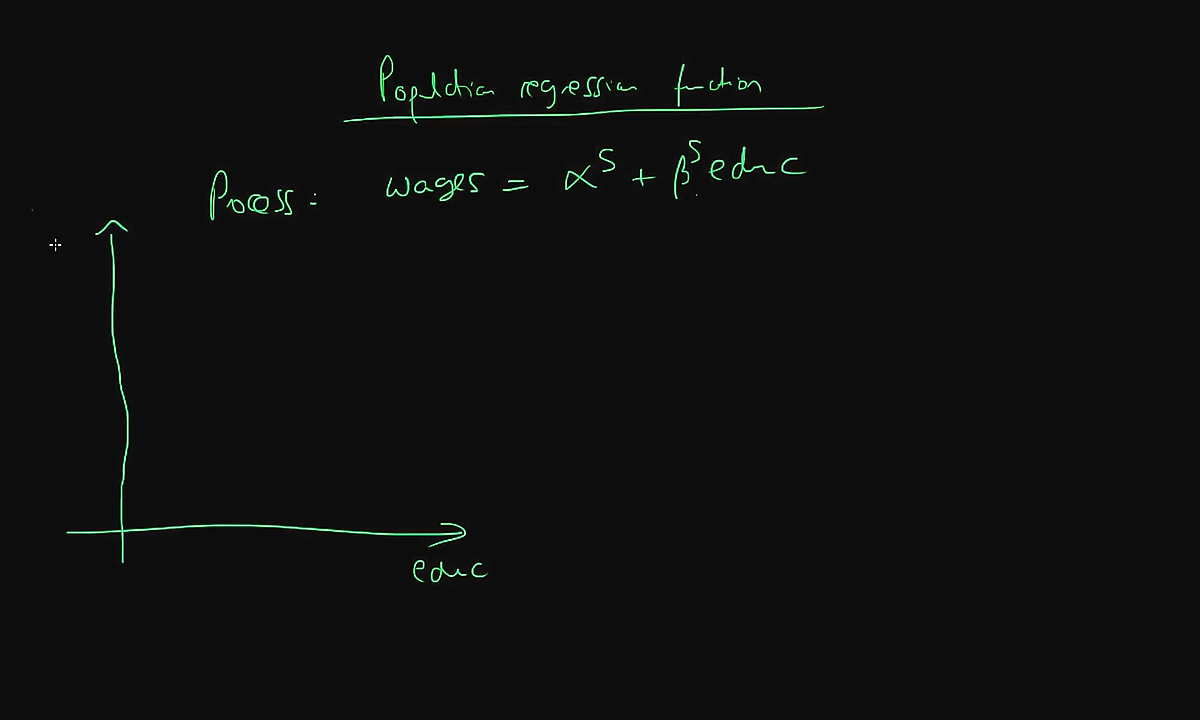 Population regression function
Process: wages = α^S + β^S educ
educ